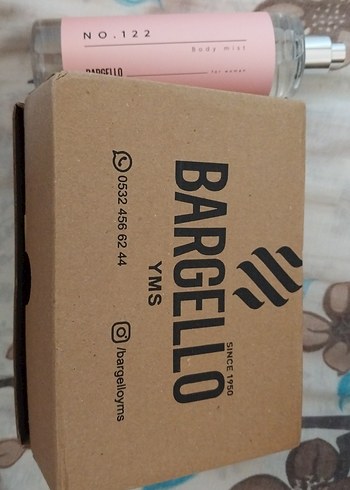 NO.122
Body mist
BARGELLO
for women
BARGELLO
SINCE 1950
YMS
0532 456 62 44
/bargelloyms